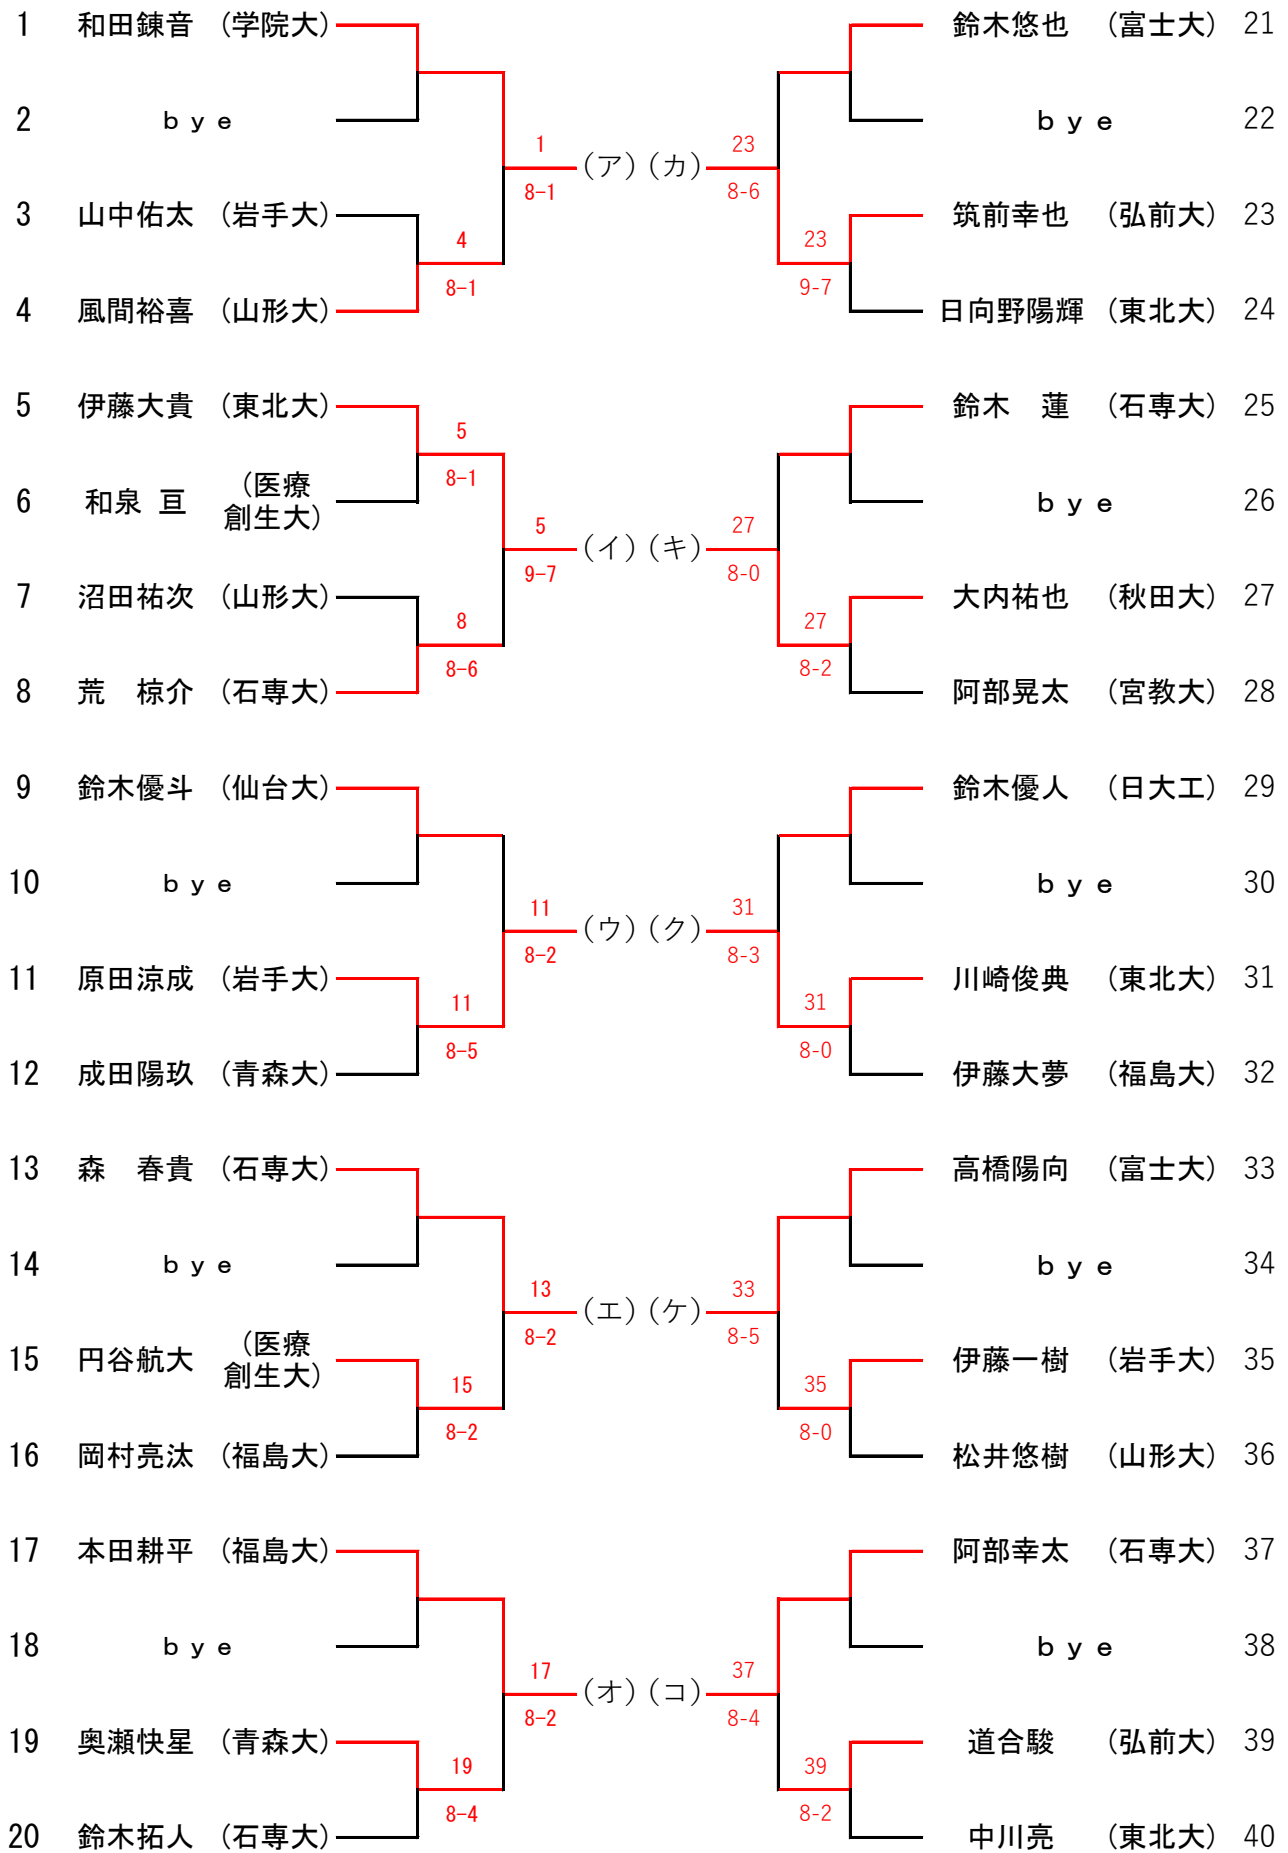 1 和田錬音 (学院大)
2 ｂｙｅ
1
8-1
(ア)
3 山中佑太 (岩手大)
4
8-1
4 風間裕喜 (山形大)
5 伊藤大貴 (東北大)
5
8-1
6 和泉 亘 (医療
創生大)
5
9-7
(イ)
7 沼田祐次 (山形大)
8
8-6
8 荒　椋介 (石専大)
9 鈴木優斗 (仙台大)
10 ｂｙｅ
11
8-2
(ウ)
11 原田涼成 (岩手大)
11
8-5
12 成田陽玖 (青森大)
13 森　春貴 (石専大)
14 ｂｙｅ
13
8-2
(エ)
15 円谷航大 (医療
創生大)
15
8-2
16 岡村亮汰 (福島大)
17 本田耕平 (福島大)
18 ｂｙｅ
17
8-2
(オ)
19 奥瀬快星 (青森大)
19
8-4
20 鈴木拓人 (石専大)
鈴木悠也 (富士大) 21
ｂｙｅ 22
(カ)
23
8-6
筑前幸也 (弘前大) 23
23
9-7
日向野陽輝 (東北大) 24
鈴木　蓮 (石専大) 25
ｂｙｅ 26
(キ)
27
8-0
大内祐也 (秋田大) 27
27
8-2
阿部晃太 (宮教大) 28
鈴木優人 (日大工) 29
ｂｙｅ 30
(ク)
31
8-3
川崎俊典 (東北大) 31
31
8-0
伊藤大夢 (福島大) 32
高橋陽向 (富士大) 33
ｂｙｅ 34
(ケ)
33
8-5
伊藤一樹 (岩手大) 35
35
8-0
松井悠樹 (山形大) 36
阿部幸太 (石専大) 37
ｂｙｅ 38
(コ)
37
8-4
道合駿 (弘前大) 39
39
8-2
中川亮 (東北大) 40